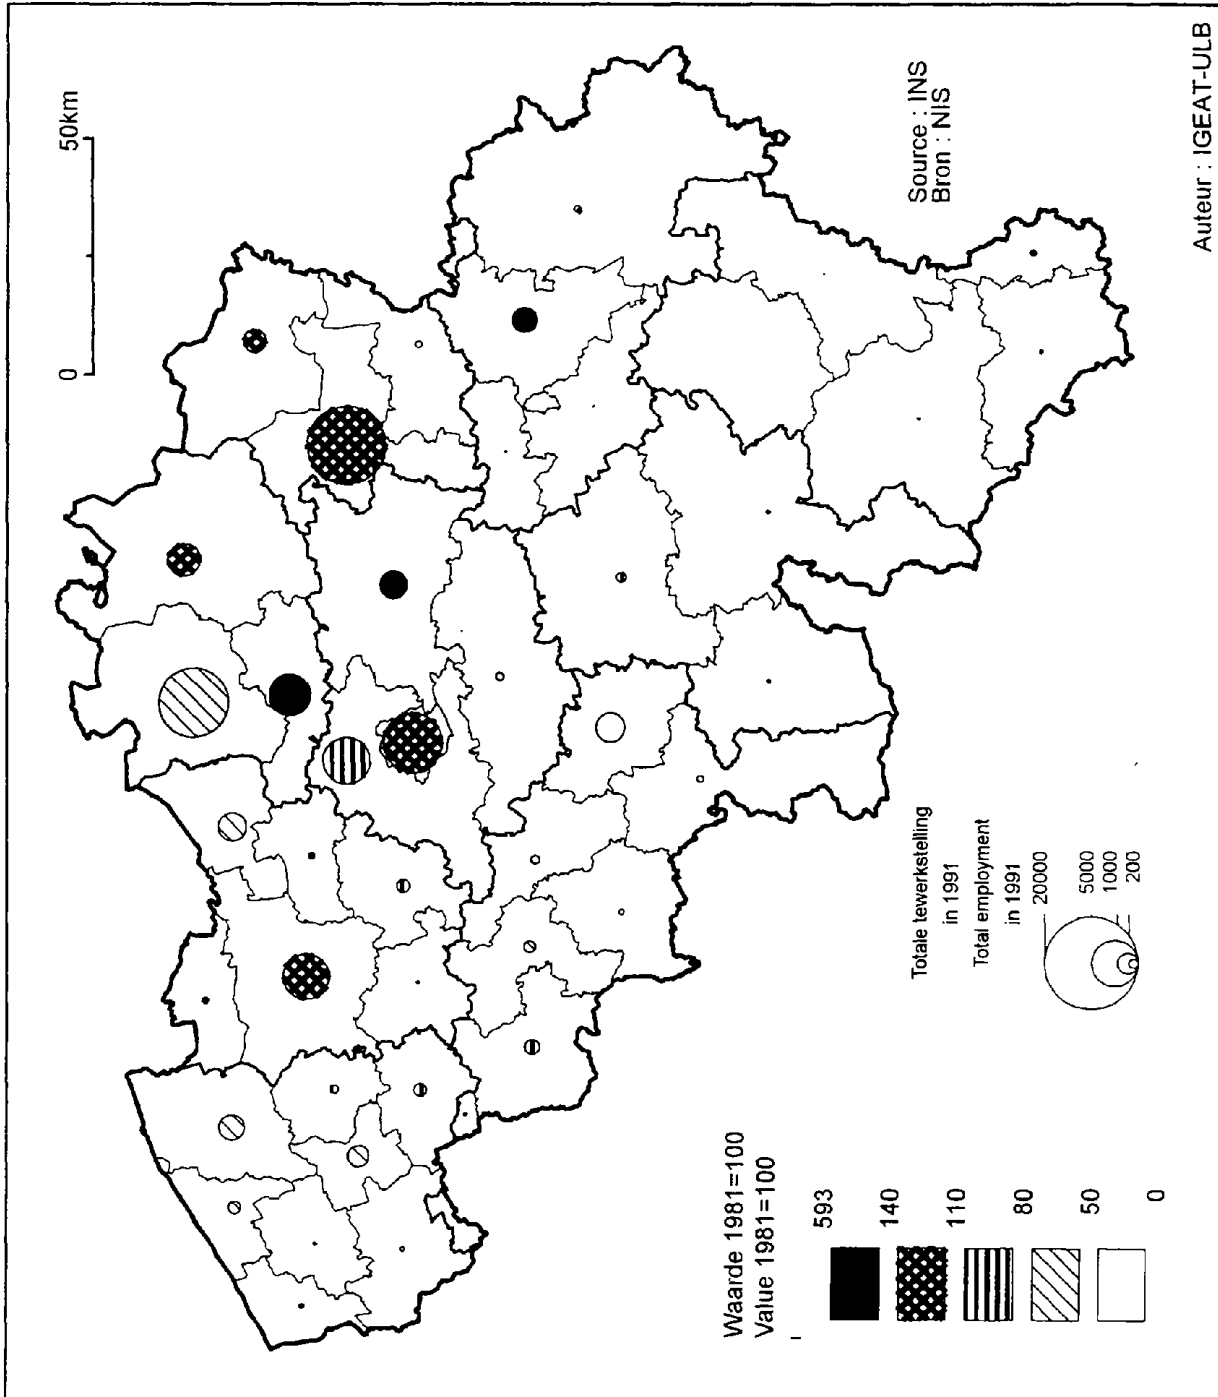 0 50km
Source : INS
Bron : NIS
Auteur : IGEAT-ULB
Totale tewerkstelling
in 1991
Total employment
in 1991
20000
5000
1000
200
Waarde 1981=100
Value 1981=100
593
140
110
80
50
0